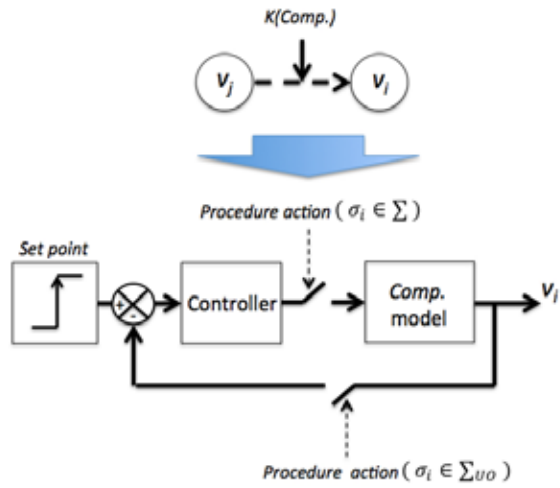 K(Comp.)
v_j
v_i
Procedure action ( σ_i ∈ Σ )
Set point
+
-
Controller
Comp.
model
v_i
Procedure action ( σ_i ∈ Σ_UO )